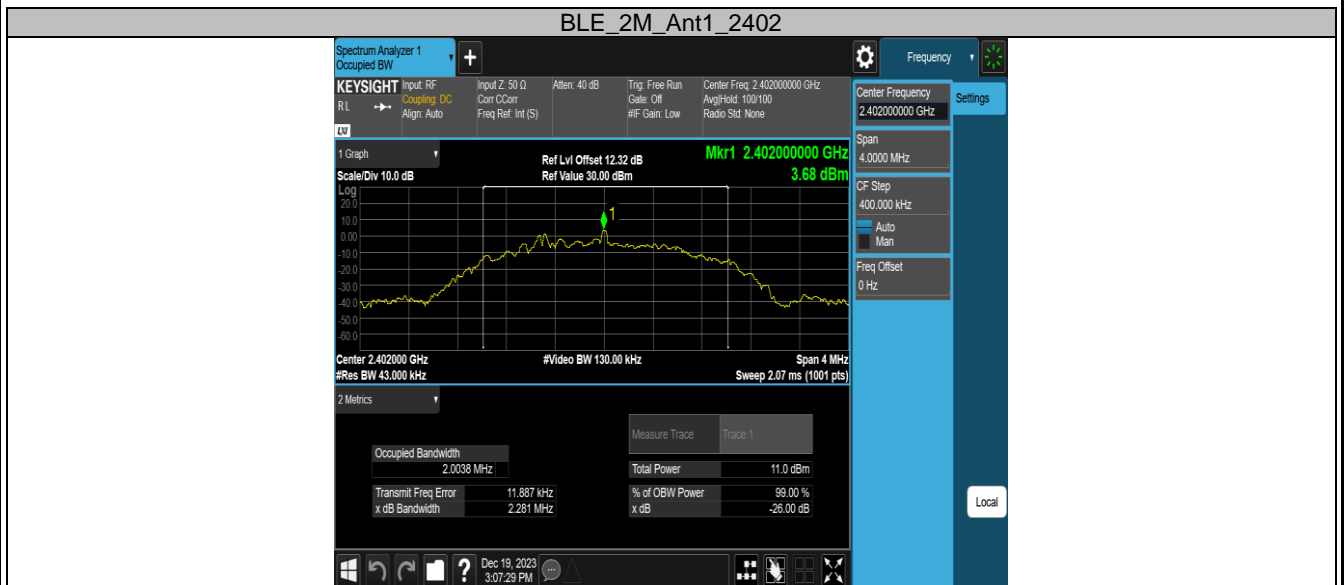 BLE_2M_Ant1_2402
Spectrum Analyzer 1
Occupied BW
+
Frequency
KEYSIGHT
RL
LXI
Input: RF
Coupling: DC
Align: Auto
Input Z: 50 Ω
Corr CCorr
Freq Ref: Int (S)
Atten: 40 dB
Trig: Free Run
Gate: Off
#IF Gain: Low
Center Freq: 2.402000000 GHz
Avg|Hold: 100/100
Radio Std: None
Center Frequency
2.402000000 GHz
Settings
Span
4.0000 MHz
CF Step
400.000 kHz
Auto
Man
Freq Offset
0 Hz
Local
1 Graph
Scale/Div 10.0 dB
Ref Lvl Offset 12.32 dB
Ref Value 30.00 dBm
Mkr1 2.402000000 GHz
3.68 dBm
Log
20.0
10.0
0.00
-10.0
-20.0
-30.0
-40.0
-50.0
-60.0
1
Center 2.402000 GHz
#Video BW 130.00 kHz
Span 4 MHz
#Res BW 43.000 kHz
Sweep 2.07 ms (1001 pts)
2 Metrics
Measure Trace Trace 1
Occupied Bandwidth
2.0038 MHz
Total Power 11.0 dBm
Transmit Freq Error 11.887 kHz
% of OBW Power 99.00 %
x dB Bandwidth 2.281 MHz
x dB -26.00 dB
?
Dec 19, 2023
3:07:29 PM